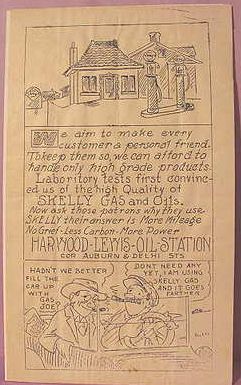 We aim to make every
customer a personal friend.
To keep them so, we can afford to
handle only high grade products.
Laboritory tests first convinc-
ed us of the high Quality of
SKELLY GAS and Oils.
Now ask those patrons why they use
SKELLY their answer is More Mileage
No Grief - Less Carbon - More Power
HARWOOD-LEWIS-OIL-STATION
COR AUBURN & DELHI STS
HADN'T WE BETTER
FILL THE
CAR UP
WITH
GAS
JOE?
DON'T NEED ANY
YET, I AM USING
SKELLY GAS
AND IT GOES
FARTHER